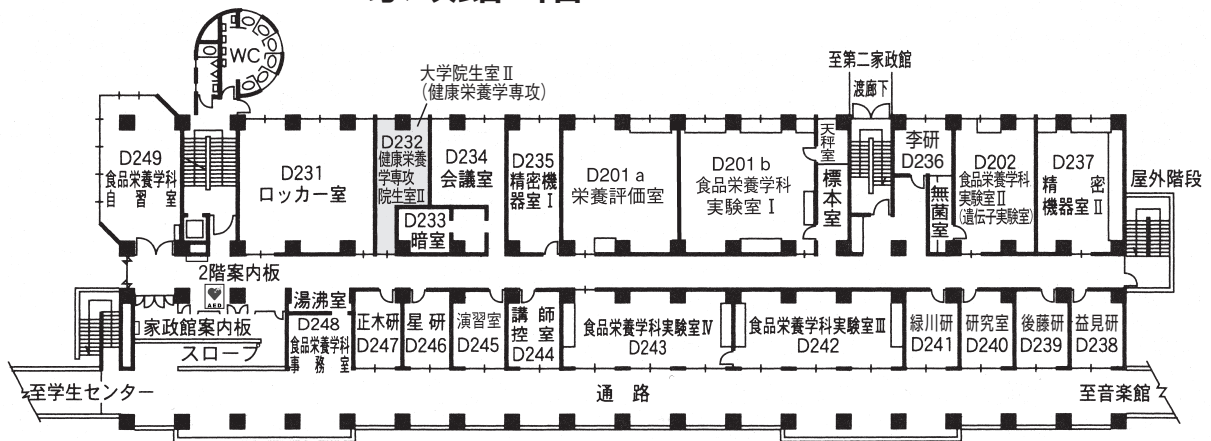 WC
大学院生室Ⅱ
(健康栄養学専攻)
至第二家政館
渡廊下
D249
食品栄養学科
自習室
D231
ロッカー室
D232
健康栄養
学専攻
院生室Ⅱ
D234
会議室
D233
暗室
D235
精密機
器室Ⅰ
D201a
栄養評価室
D201b
食品栄養学科
実験室Ⅰ
天秤室
標本室
李研
D236
無菌室
D202
食品栄養学科
実験室Ⅱ
(遺伝子実験室)
D237
精密
機器室Ⅱ
屋外階段
2階案内板
AED
家政館案内板
スロープ
湯沸室
D248
食品栄養学科
事務室
正木研
D247
星研
D246
演習室
D245
講師
控室
D244
食品栄養学科実験室Ⅳ
D243
食品栄養学科実験室Ⅲ
D242
緑川研
D241
研究室
D240
後藤研
D239
益見研
D238
至学生センター
通路
至音楽館